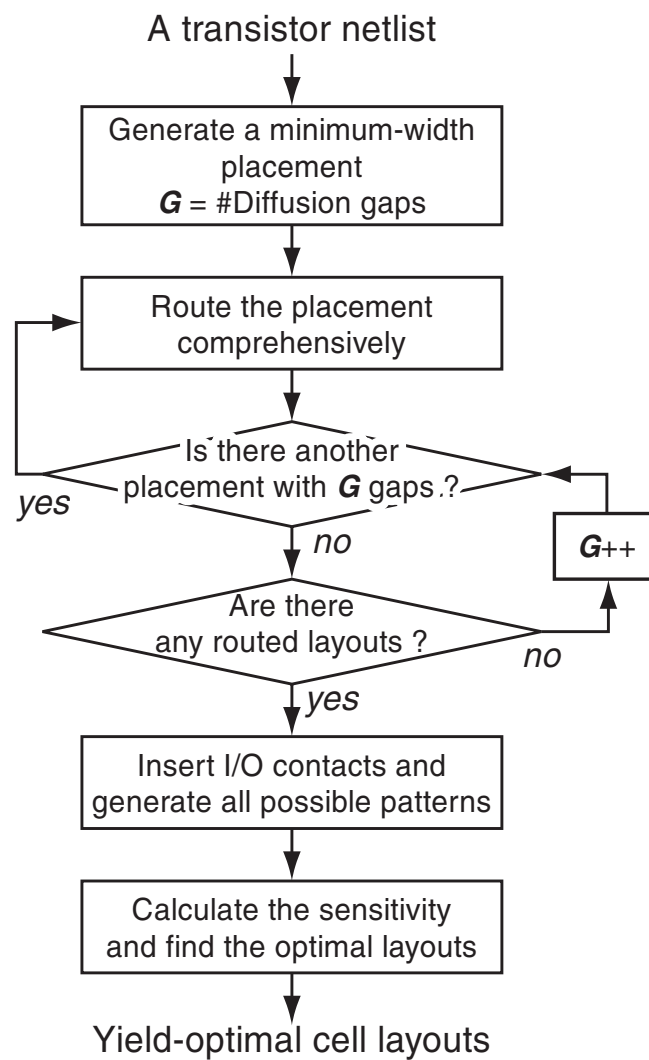 A transistor netlist
Generate a minimum-width
placement
G = #Diffusion gaps
Route the placement
comprehensively
Is there another
placement with G gaps.?
yes
no
G++
Are there
any routed layouts ?
no
yes
Insert I/O contacts and
generate all possible patterns
Calculate the sensitivity
and find the optimal layouts
Yield-optimal cell layouts